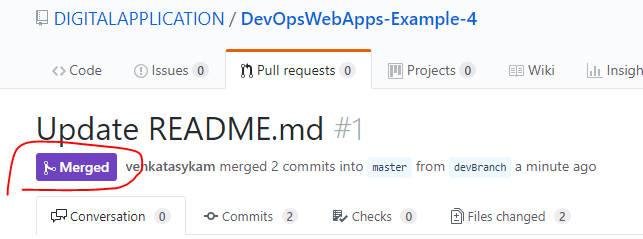 DIGITALAPPLICATION / DevOpsWebApps-Example-4
Code Issues 0 Pull requests 0 Projects 0 Wiki Insigh
Update README.md #1
Merged venkatasykam merged 2 commits into master from devBranch a minute ago
Conversation 0 Commits 2 Checks 0 Files changed 2